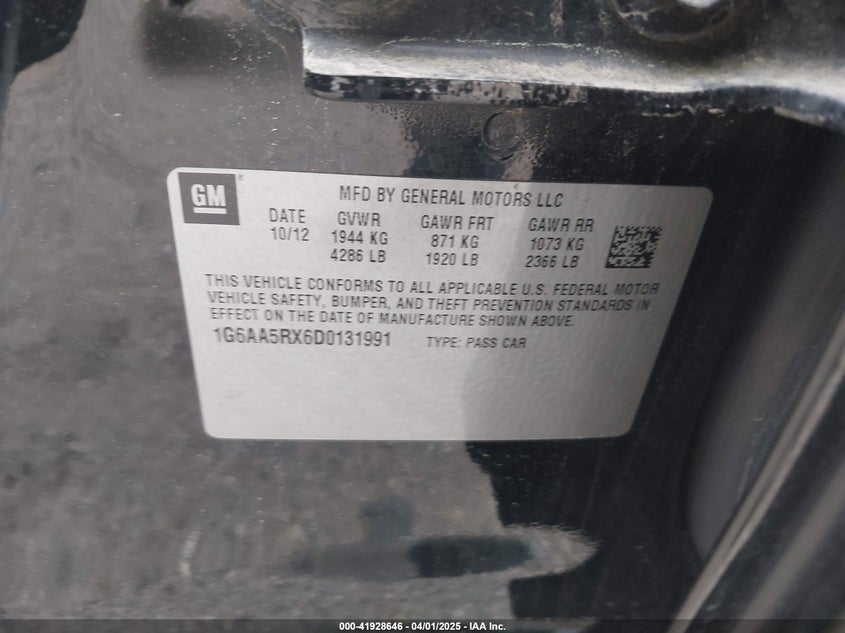 GM ®
MFD BY GENERAL MOTORS LLC
DATE GVWR GAWR FRT GAWR RR
10/12 1944 KG 871 KG 1073 KG
4286 LB 1920 LB 2366 LB
THIS VEHICLE CONFORMS TO ALL APPLICABLE U.S. FEDERAL MOTOR
VEHICLE SAFETY, BUMPER, AND THEFT PREVENTION STANDARDS IN
EFFECT ON THE DATE OF MANUFACTURE SHOWN ABOVE.
1G6AA5RX6D0131991 TYPE: PASS CAR
000-41928646 - 04/01/2025 - IAA Inc.